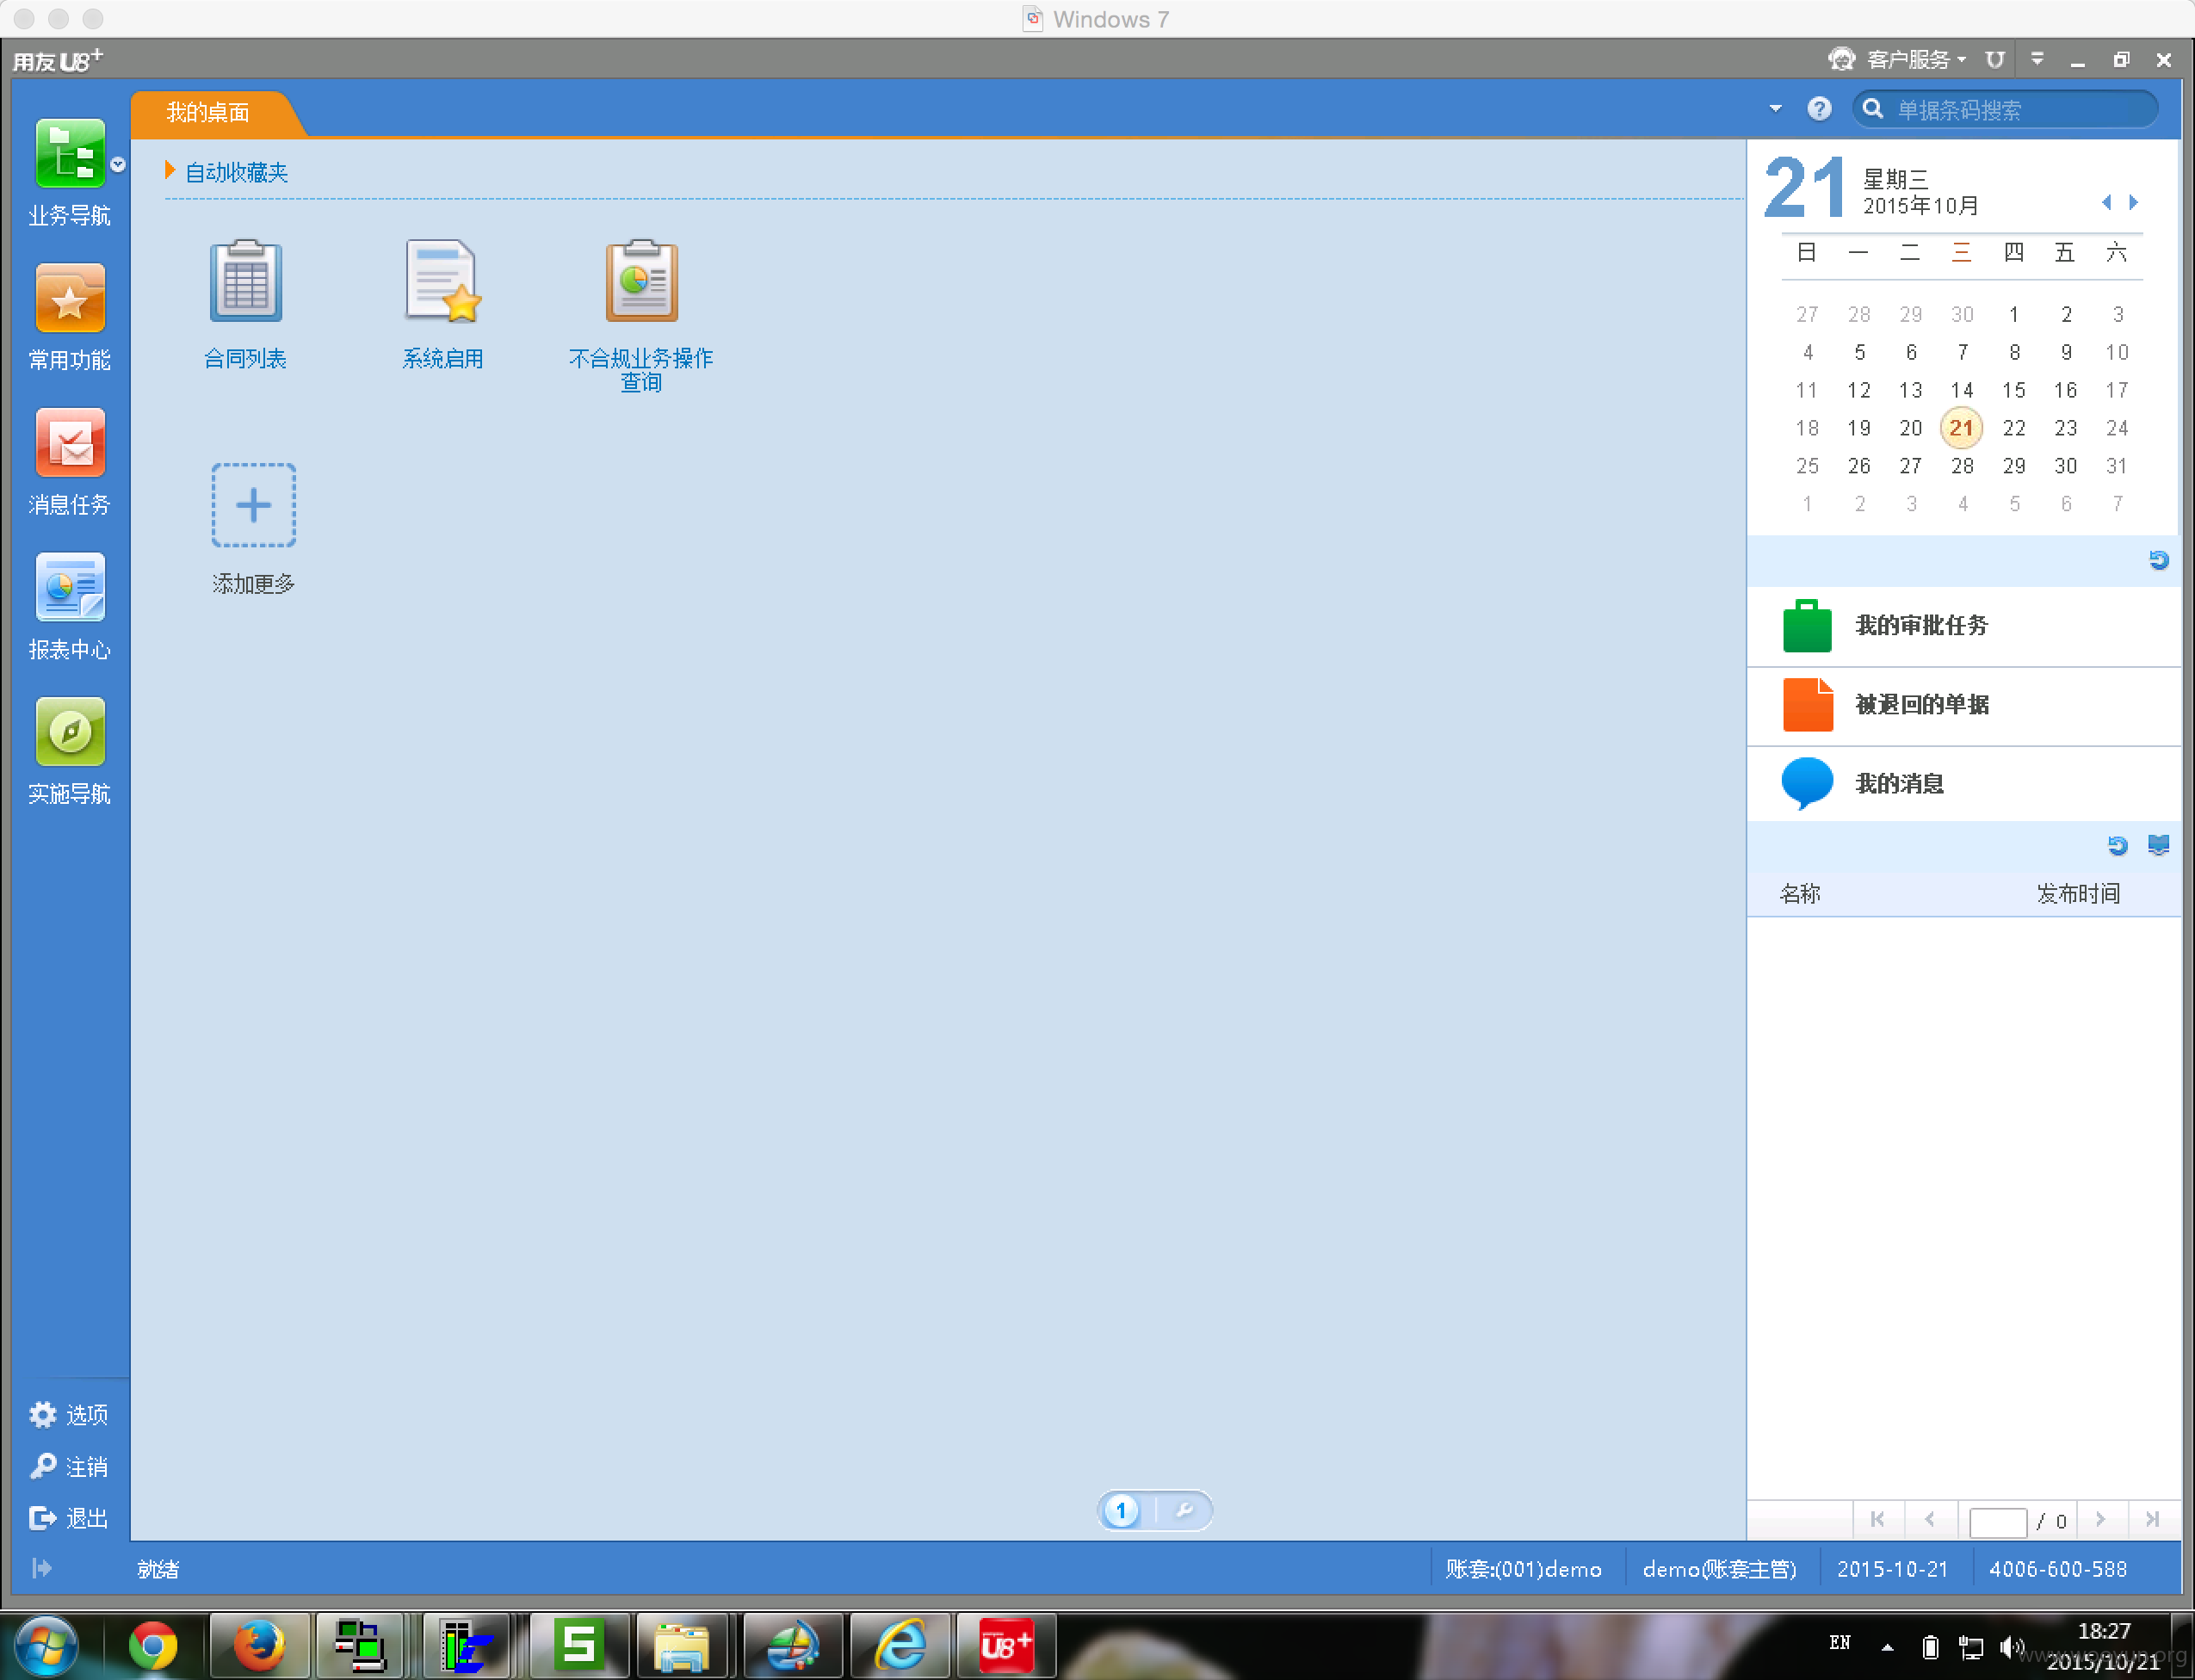 Windows 7
用友 U8+
客户服务
我的桌面
单据条码搜索
业务导航
常用功能
消息任务
报表中心
实施导航
自动收藏夹
合同列表
系统启用
不合规业务操作
查询
添加更多
21
星期三
2015年10月
日 一 二 三 四 五 六
27 28 29 30 1 2 3
4 5 6 7 8 9 10
11 12 13 14 15 16 17
18 19 20 21 22 23 24
25 26 27 28 29 30 31
1 2 3 4 5 6 7
我的审批任务
被退回的单据
我的消息
名称 发布时间
选项
注销
退出
1
/ 0
就绪
账套:(001)demo
demo(账套主管)
2015-10-21
4006-600-588
S
U8+
EN
18:27
2015/10/21
www.wooyun.org